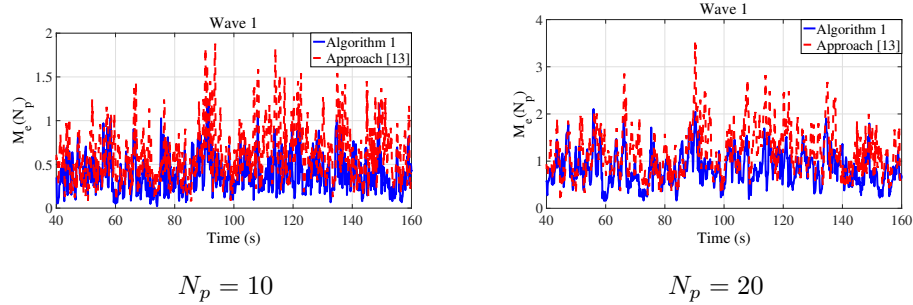 Wave 1
2
1.5
1
0.5
0
M_e(N_p)
Algorithm 1
Approach [13]
40 60 80 100 120 140 160
Time (s)
N_p = 10
Wave 1
4
3
2
1
0
M_e(N_p)
Algorithm 1
Approach [13]
40 60 80 100 120 140 160
Time (s)
N_p = 20